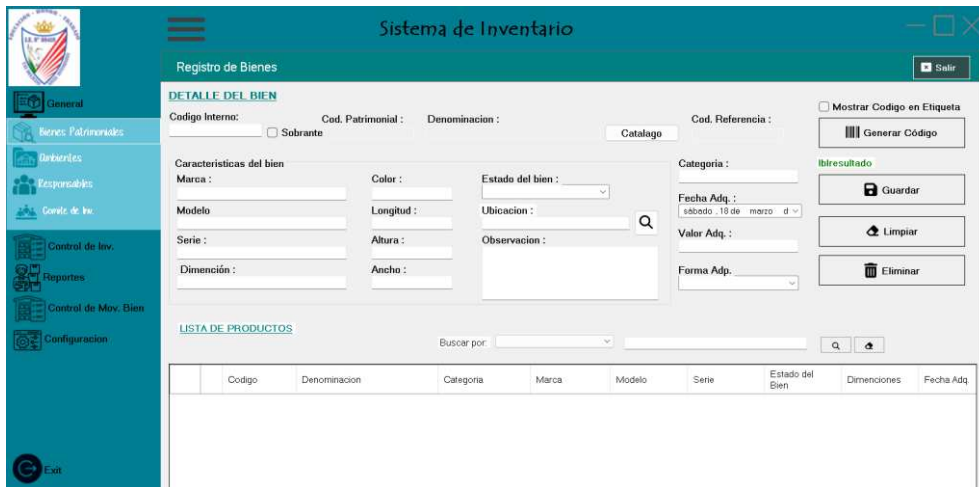 Sistema de Inventario
General
Bienes Patrimoniales
Ambientes
Responsables
Comite de Inv.
Control de Inv.
Reportes
Control de Mov. Bien
Configuracion
Exit
Registro de Bienes
Salir
DETALLE DEL BIEN
Codigo Interno:
Sobrante
Cod. Patrimonial :
Denominacion :
Catalago
Cod. Referencia :
Mostrar Codigo en Etiqueta
Generar Código
lblresultado
Guardar
Limpiar
Eliminar
Caracteristicas del bien
Marca :
Color :
Estado del bien :
Modelo
Longitud :
Ubicacion :
Serie :
Altura :
Observacion :
Dimención :
Ancho :
Categoria :
Fecha Adq. :
sábado , 18 de marzo d
Valor Adq. :
Forma Adp.
LISTA DE PRODUCTOS
Buscar por:
Codigo Denominacion Categoria Marca Modelo Serie Estado del Bien Dimenciones Fecha Adq.